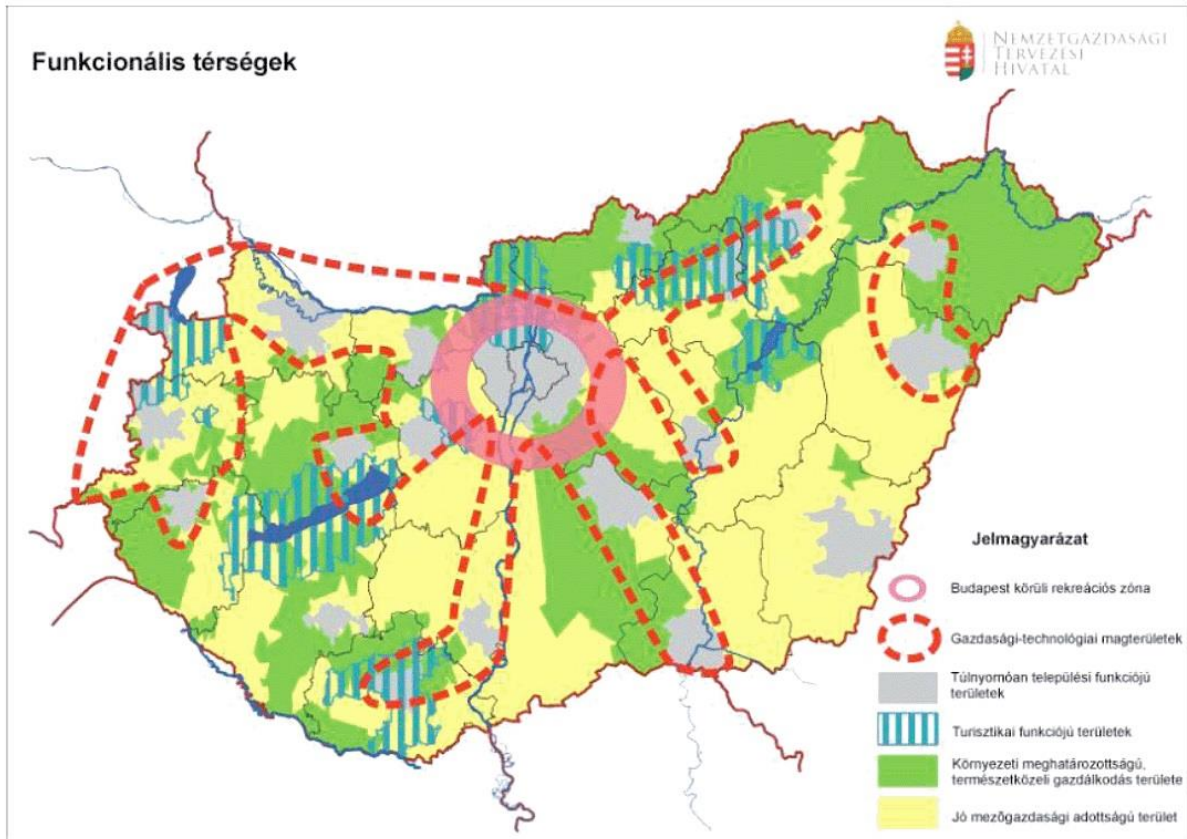 Funkcionális térségek
NEMZETGAZDASÁGI
TERVEZÉSI
HIVATAL
Jelmagyarázat
Budapest körüli rekreációs zóna
Gazdasági-technológiai magterületek
Túlnyomóan települési funkciójú
területek
Turisztikai funkciójú területek
Környezeti meghatározottságú,
természetközeli gazdálkodás területe
Jó mezőgazdasági adottságú terület